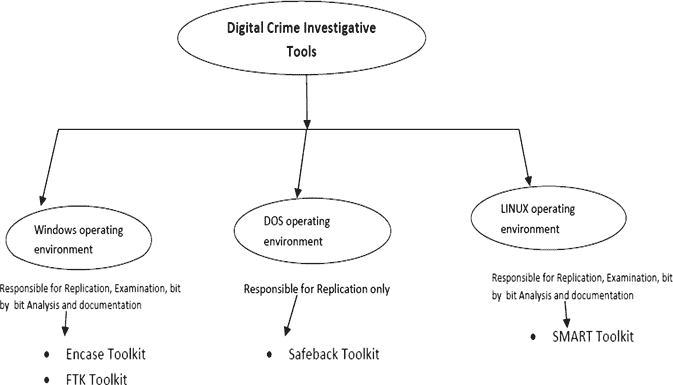 Digital Crime Investigative
Tools
Windows operating
environment
DOS operating
environment
LINUX operating
environment
Responsible for Replication, Examination, bit
by bit Analysis and documentation
Responsible for Replication only
Responsible for Replication, Examination, bit
by bit Analysis and documentation
• Encase Toolkit
• FTK Toolkit
• Safeback Toolkit
• SMART Toolkit